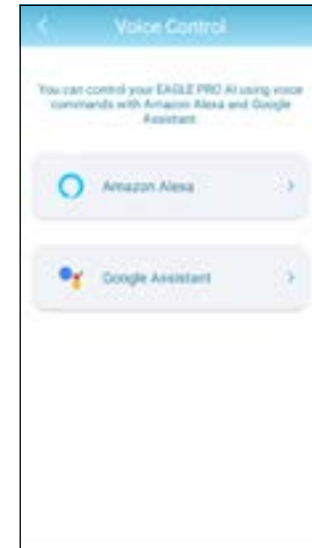 Voice Control
You can control your EAGLE PRO AI using voice
commands with Amazon Alexa and Google
Assistant.
Amazon Alexa
Google Assistant